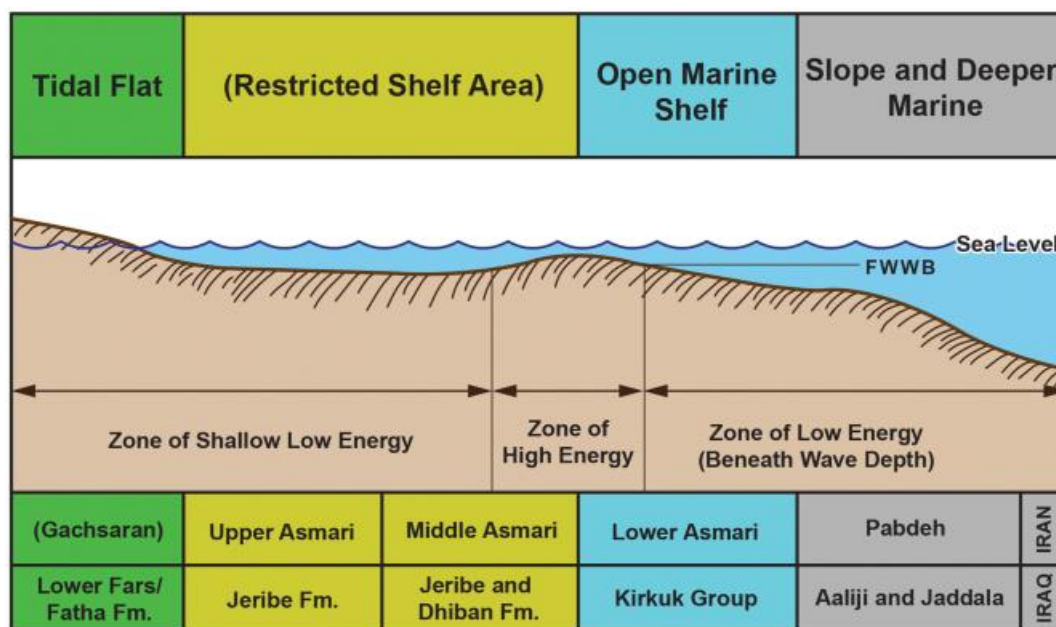 Tidal Flat
(Restricted Shelf Area)
Open Marine
Shelf
Slope and Deeper
Marine
Sea Level
FWWB
Zone of Shallow Low Energy
Zone of
High Energy
Zone of Low Energy
(Beneath Wave Depth)
(Gachsaran)
Upper Asmari
Middle Asmari
Lower Asmari
Pabdeh
IRAN
Lower Fars/
Fatha Fm.
Jeribe Fm.
Jeribe and
Dhiban Fm.
Kirkuk Group
Aaliji and Jaddala
IRAQ